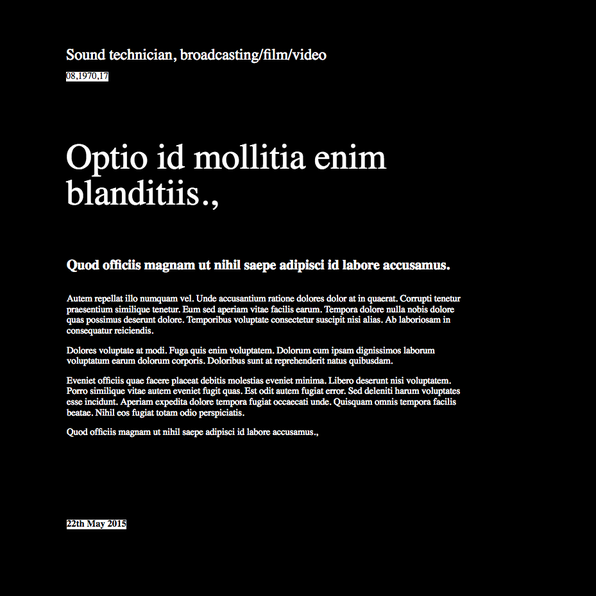 Sound technician, broadcasting/film/video
08,1970,17
Optio id mollitia enim
blanditiis.,
Quod officiis magnam ut nihil saepe adipisci id labore accusamus.
Autem repellat illo numquam vel. Unde accusantium ratione dolores dolor at in quaerat. Corrupti tenetur
praesentium similique tenetur. Eum sed aperiam vitae facilis earum. Tempora dolore nulla nobis dolore
quas possimus deserunt dolore. Temporibus voluptate consectetur suscipit nisi alias. Ab laboriosam in
consequatur reiciendis.
Dolores voluptate at modi. Fuga quis enim voluptatem. Dolorum cum ipsam dignissimos laborum
voluptatum earum dolorum corporis. Doloribus sunt at reprehenderit natus quibusdam.
Eveniet officiis quae facere placeat debitis molestias eveniet minima. Libero deserunt nisi voluptatem.
Porro similique vitae autem eveniet fugit quas. Est odit autem fugiat error. Sed deleniti harum voluptates
esse incidunt. Aperiam expedita dolore tempora fugiat occaecati unde. Quisquam omnis tempora facilis
beatae. Nihil eos fugiat totam odio perspiciatis.
Quod officiis magnam ut nihil saepe adipisci id labore accusamus.,
22th May 2015